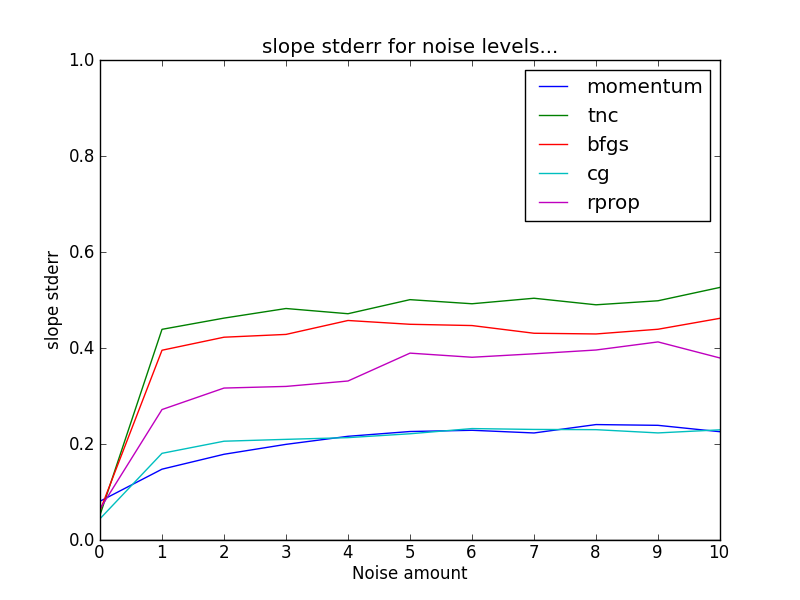 slope stderr for noise levels...
1.0
0.8
0.6
0.4
0.2
0.0
slope stderr
momentum
tnc
bfgs
cg
rprop
0 1 2 3 4 5 6 7 8 9 10
Noise amount